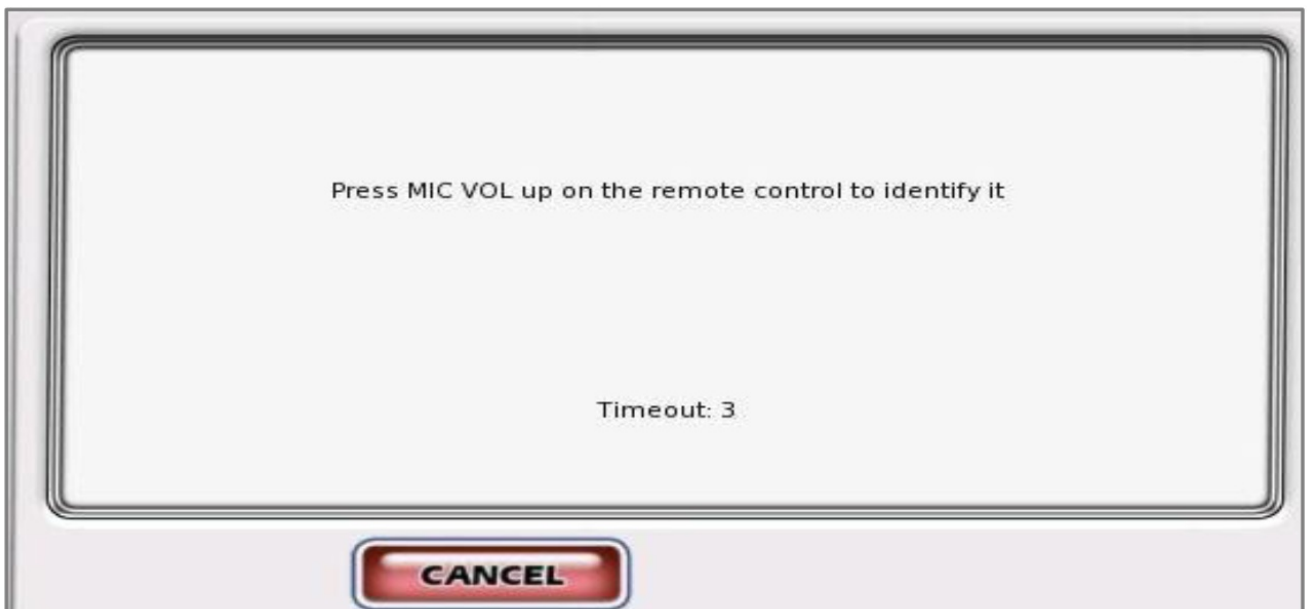 Press MIC VOL up on the remote control to identify it
Timeout: 3
CANCEL